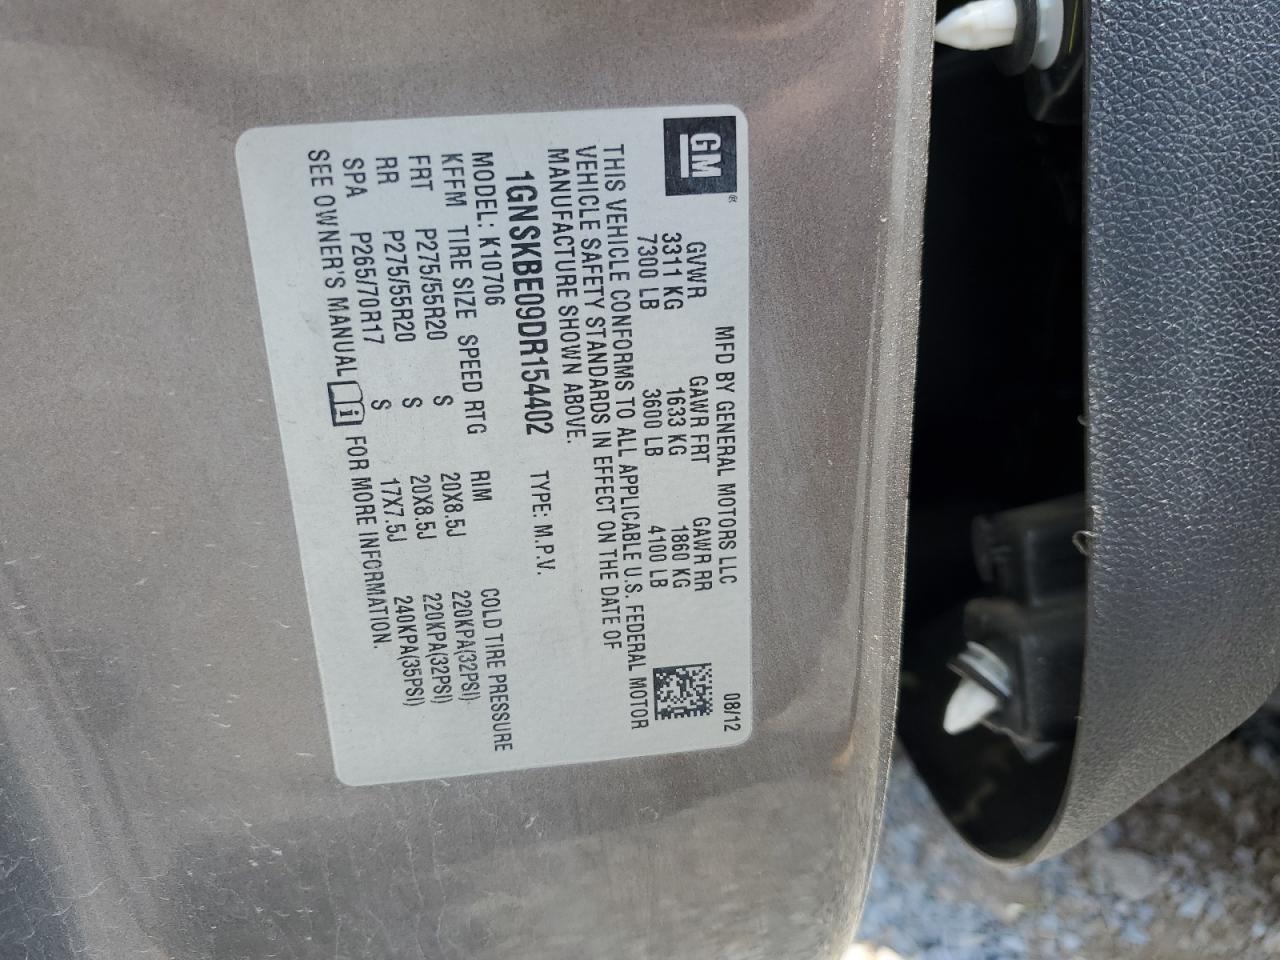 GM
MFD BY GENERAL MOTORS LLC 08/12
GVWR GAWR FRT GAWR RR
3311 KG 1633 KG 1860 KG
7300 LB 3600 LB 4100 LB
THIS VEHICLE CONFORMS TO ALL APPLICABLE U.S. FEDERAL MOTOR
VEHICLE SAFETY STANDARDS IN EFFECT ON THE DATE OF
MANUFACTURE SHOWN ABOVE.
1GNSKBE09DR154402 TYPE: M.P.V.
MODEL: K10706
KFFM TIRE SIZE SPEED RTG RIM COLD TIRE PRESSURE
FRT P275/55R20 S 20X8.5J 220KPA(32PSI)
RR P275/55R20 S 20X8.5J 220KPA(32PSI)
SPA P265/70R17 S 17X7.5J 240KPA(35PSI)
SEE OWNER'S MANUAL i FOR MORE INFORMATION.